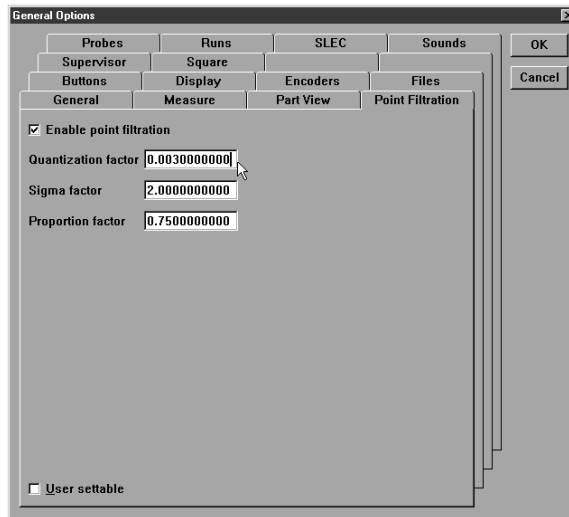 General Options
Probes Runs SLEC Sounds
OK
Supervisor Square
Cancel
Buttons Display Encoders Files
General Measure Part View Point Filtration
Enable point filtration
Quantization factor 0.0030000000
Sigma factor 2.0000000000
Proportion factor 0.7500000000
User settable